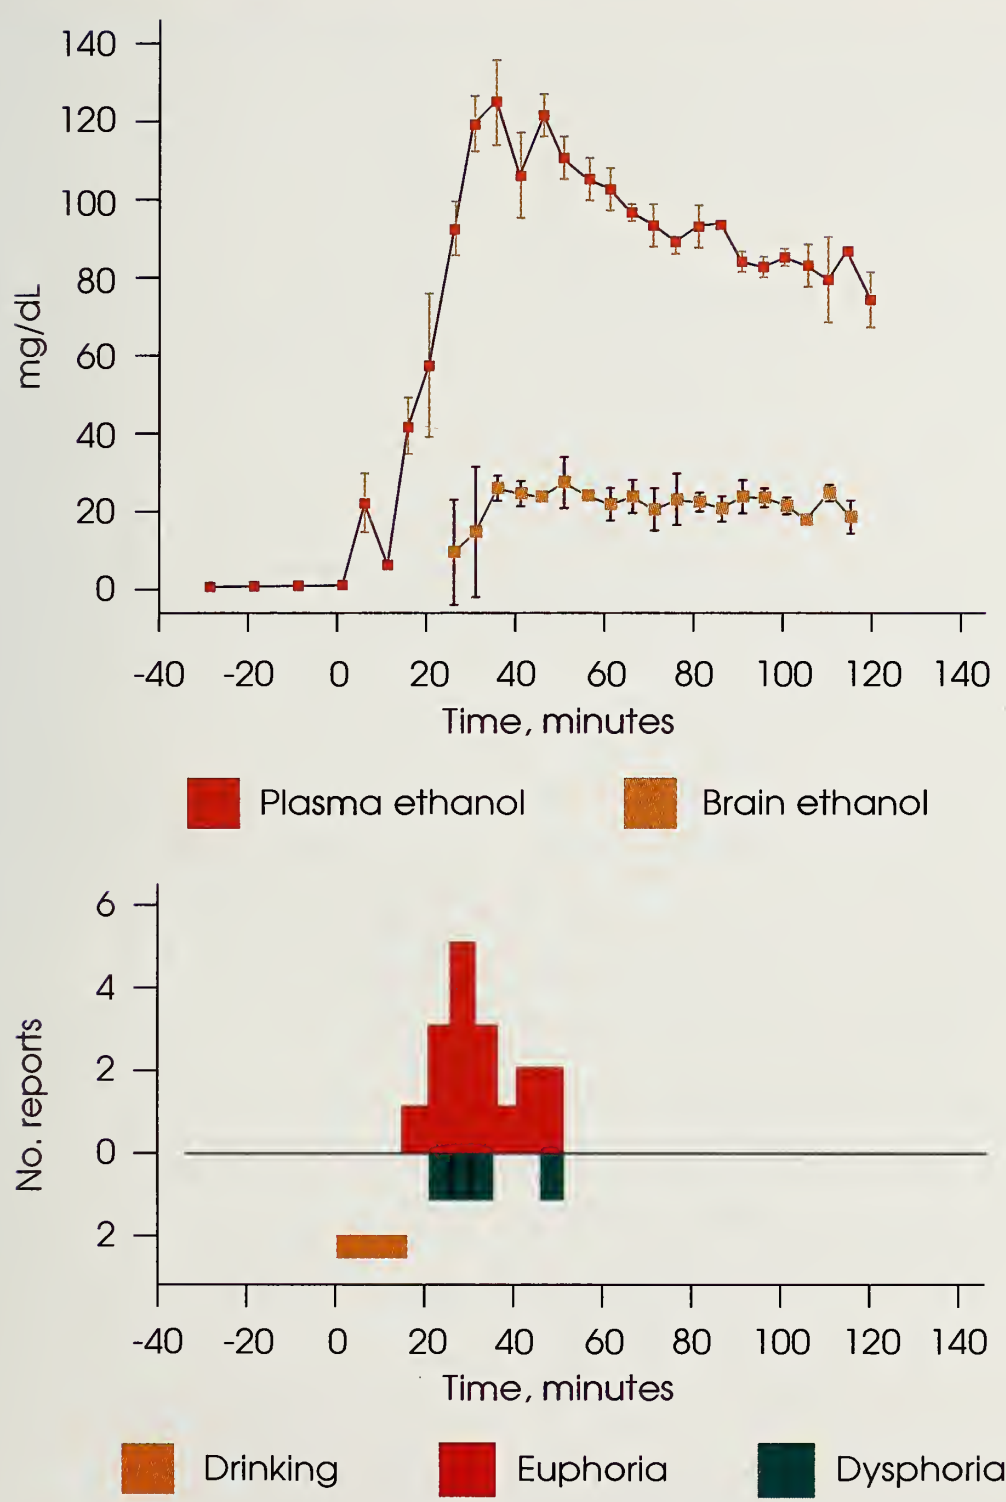 140
120
100
80
60
40
20
0
mg/dL
-40 -20 0 20 40 60 80 100 120 140
Time, minutes
Plasma ethanol Brain ethanol
6
4
2
0
2
No. reports
-40 -20 0 20 40 60 80 100 120 140
Time, minutes
Drinking Euphoria Dysphoria